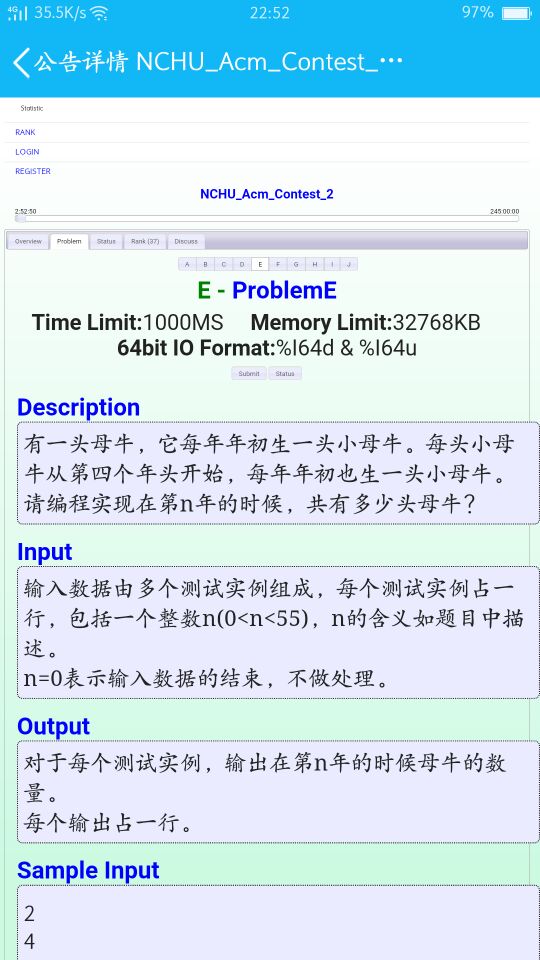 4G 35.5K/s 22:52 97%
公告详情 NCHU_Acm_Contest_···
Statistic
RANK
LOGIN
REGISTER
NCHU_Acm_Contest_2
2:52:50 245:00:00
Overview Problem Status Rank (37) Discuss
A B C D E F G H I J
E - ProblemE
Time Limit:1000MS Memory Limit:32768KB
64bit IO Format:%I64d & %I64u
Submit Status
Description
有一头母牛，它每年年初生一头小母牛。每头小母
牛从第四个年头开始，每年年初也生一头小母牛。
请编程实现在第n年的时候，共有多少头母牛？
Input
输入数据由多个测试实例组成，每个测试实例占一
行，包括一个整数n(0<n<55)，n的含义如题目中描
述。
n=0表示输入数据的结束，不做处理。
Output
对于每个测试实例，输出在第n年的时候母牛的数
量。
每个输出占一行。
Sample Input
2
4